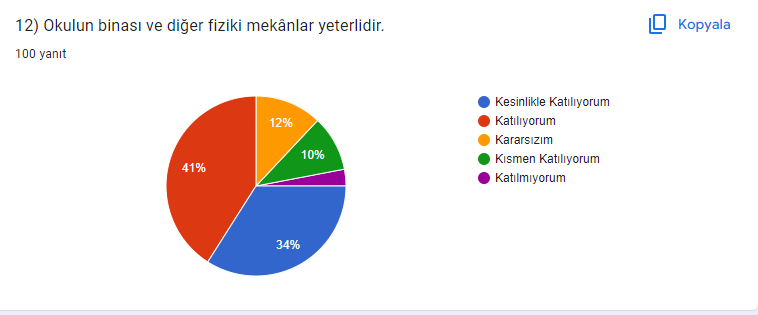 12) Okulun binası ve diğer fiziki mekânlar yeterlidir.
Kopyala
100 yanıt
Kesinlikle Katılıyorum
Katılıyorum
Kararsızım
Kısmen Katılıyorum
Katılmıyorum
12%
10%
41%
34%